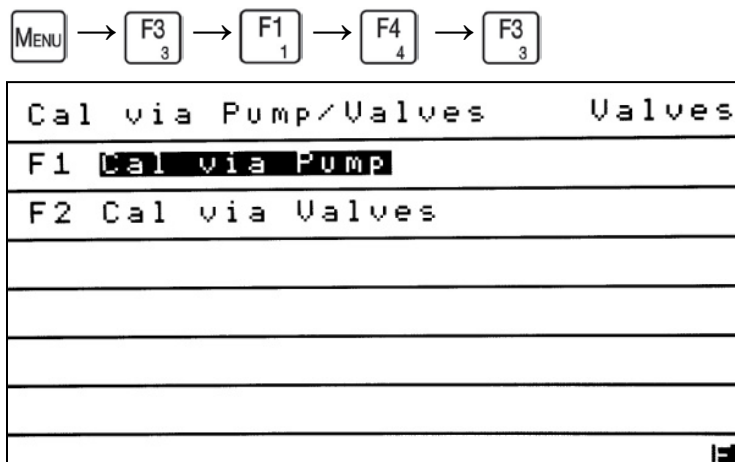 MENU → F3 3 → F1 1 → F4 4 → F3 3
Cal via Pump/Valves Valves
F1 Cal via Pump
F2 Cal via Valves